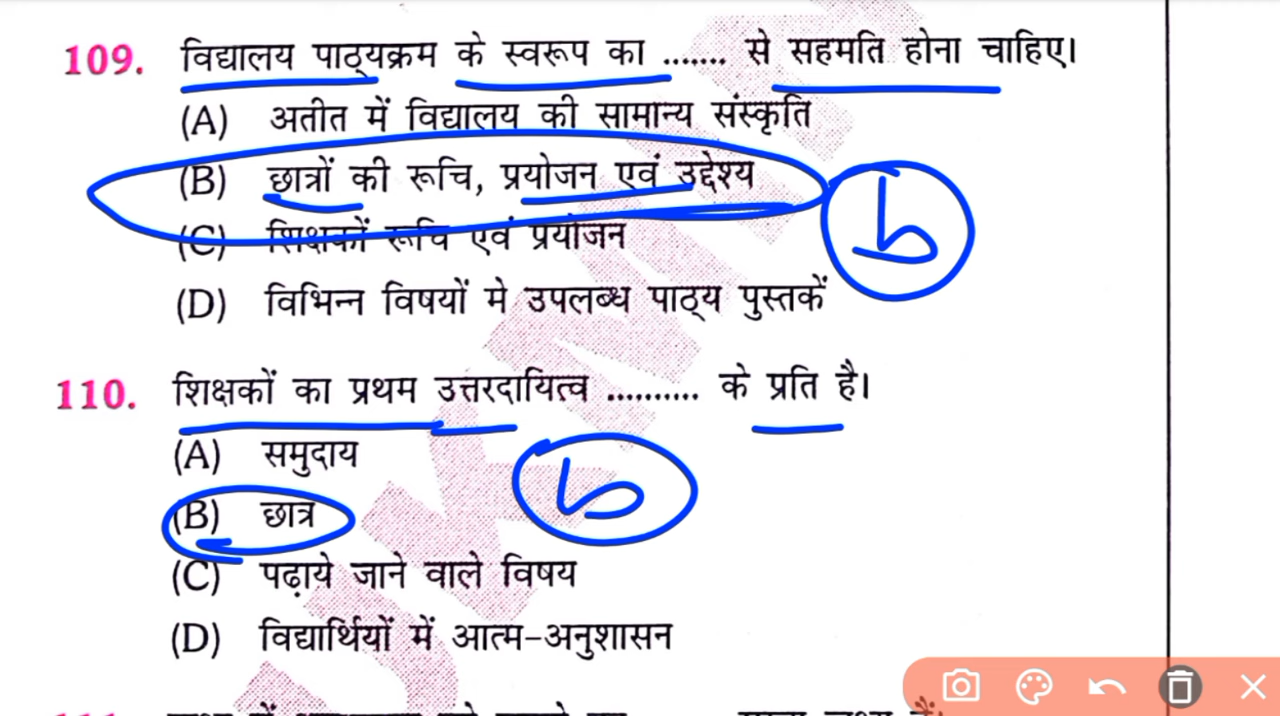 109. विद्यालय पाठ्यक्रम के स्वरूप का ....... से सहमति होना चाहिए।
(A) अतीत में विद्यालय की सामान्य संस्कृति
(B) छात्रों की रूचि, प्रयोजन एवं उद्देश्य
b
(C) शिक्षकों रूचि एवं प्रयोजन
(D) विभिन्न विषयों मे उपलब्ध पाठ्य पुस्तकें
110. शिक्षकों का प्रथम उत्तरदायित्व .......... के प्रति है।
(A) समुदाय
b
(B) छात्र
(C) पढ़ाये जाने वाले विषय
(D) विद्यार्थियों में आत्म-अनुशासन